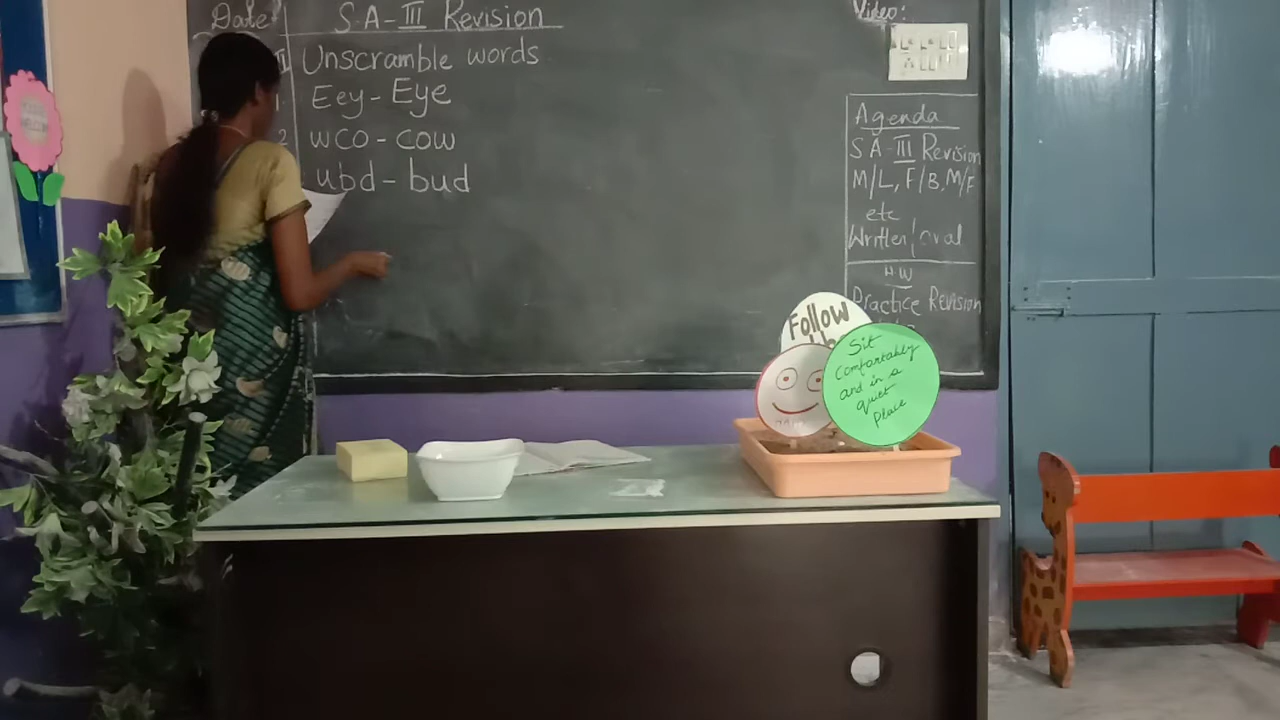 Date:
S.A-III Revision
II Unscramble words
1. Eey - Eye
2 wco - cow
ubd - bud
Video:
Agenda
S A-III Revision
M/L, F/B, M/F
etc
Written/oral
HW
Practice Revision
Follow
Sit
Comfortably
and in a
quiet
Place